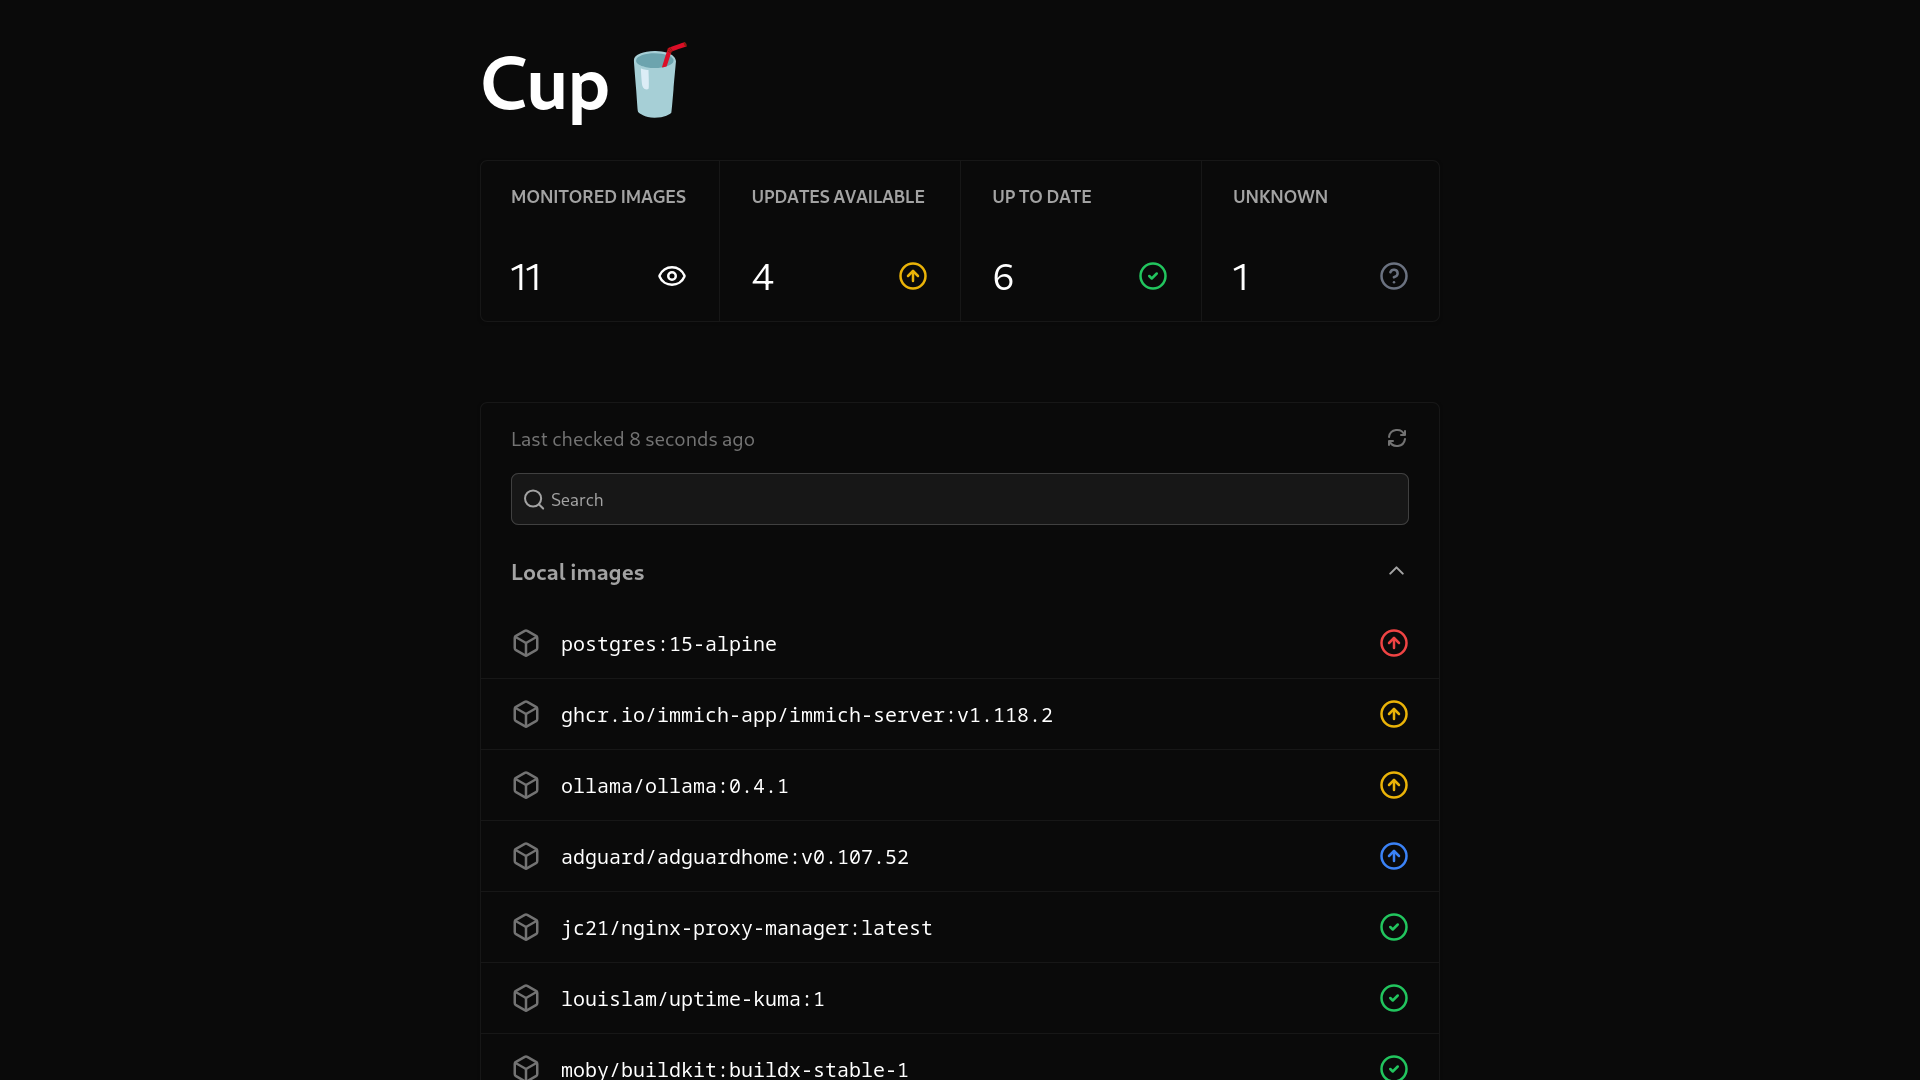 Cup
MONITORED IMAGES
11
UPDATES AVAILABLE
4
UP TO DATE
6
UNKNOWN
1
Last checked 8 seconds ago
Search
Local images
postgres:15-alpine
ghcr.io/immich-app/immich-server:v1.118.2
ollama/ollama:0.4.1
adguard/adguardhome:v0.107.52
jc21/nginx-proxy-manager:latest
louislam/uptime-kuma:1
moby/buildkit:buildx-stable-1